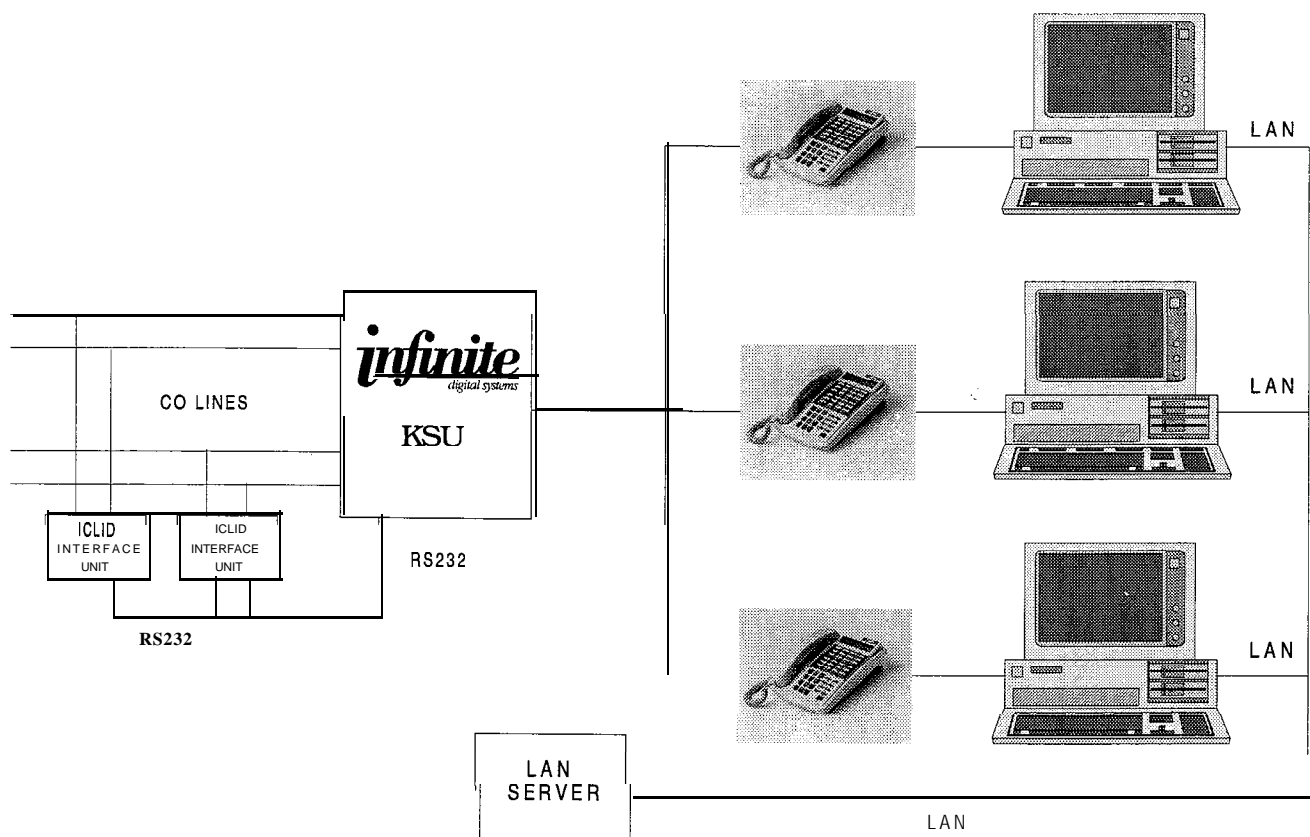 LAN
infinite
digital systems
CO LINES
KSU
LAN
ICLID
INTERFACE
UNIT
ICLID
INTERFACE
UNIT
RS232
RS232
LAN
LAN
SERVER
LAN